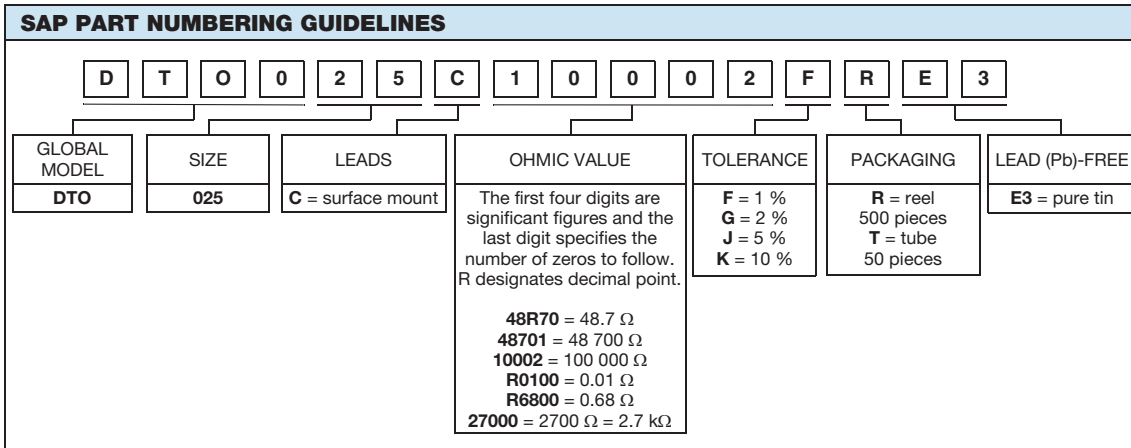 SAP PART NUMBERING GUIDELINES
D T O 0 2 5 C 1 0 0 0 2 F R E 3
GLOBAL
MODEL
DTO
SIZE
025
LEADS
C = surface mount
OHMIC VALUE
The first four digits are
significant figures and the
last digit specifies the
number of zeros to follow.
R designates decimal point.
48R70 = 48.7 Ω
48701 = 48 700 Ω
10002 = 100 000 Ω
R0100 = 0.01 Ω
R6800 = 0.68 Ω
27000 = 2700 Ω = 2.7 kΩ
TOLERANCE
F = 1 %
G = 2 %
J = 5 %
K = 10 %
PACKAGING
R = reel
500 pieces
T = tube
50 pieces
LEAD (Pb)-FREE
E3 = pure tin